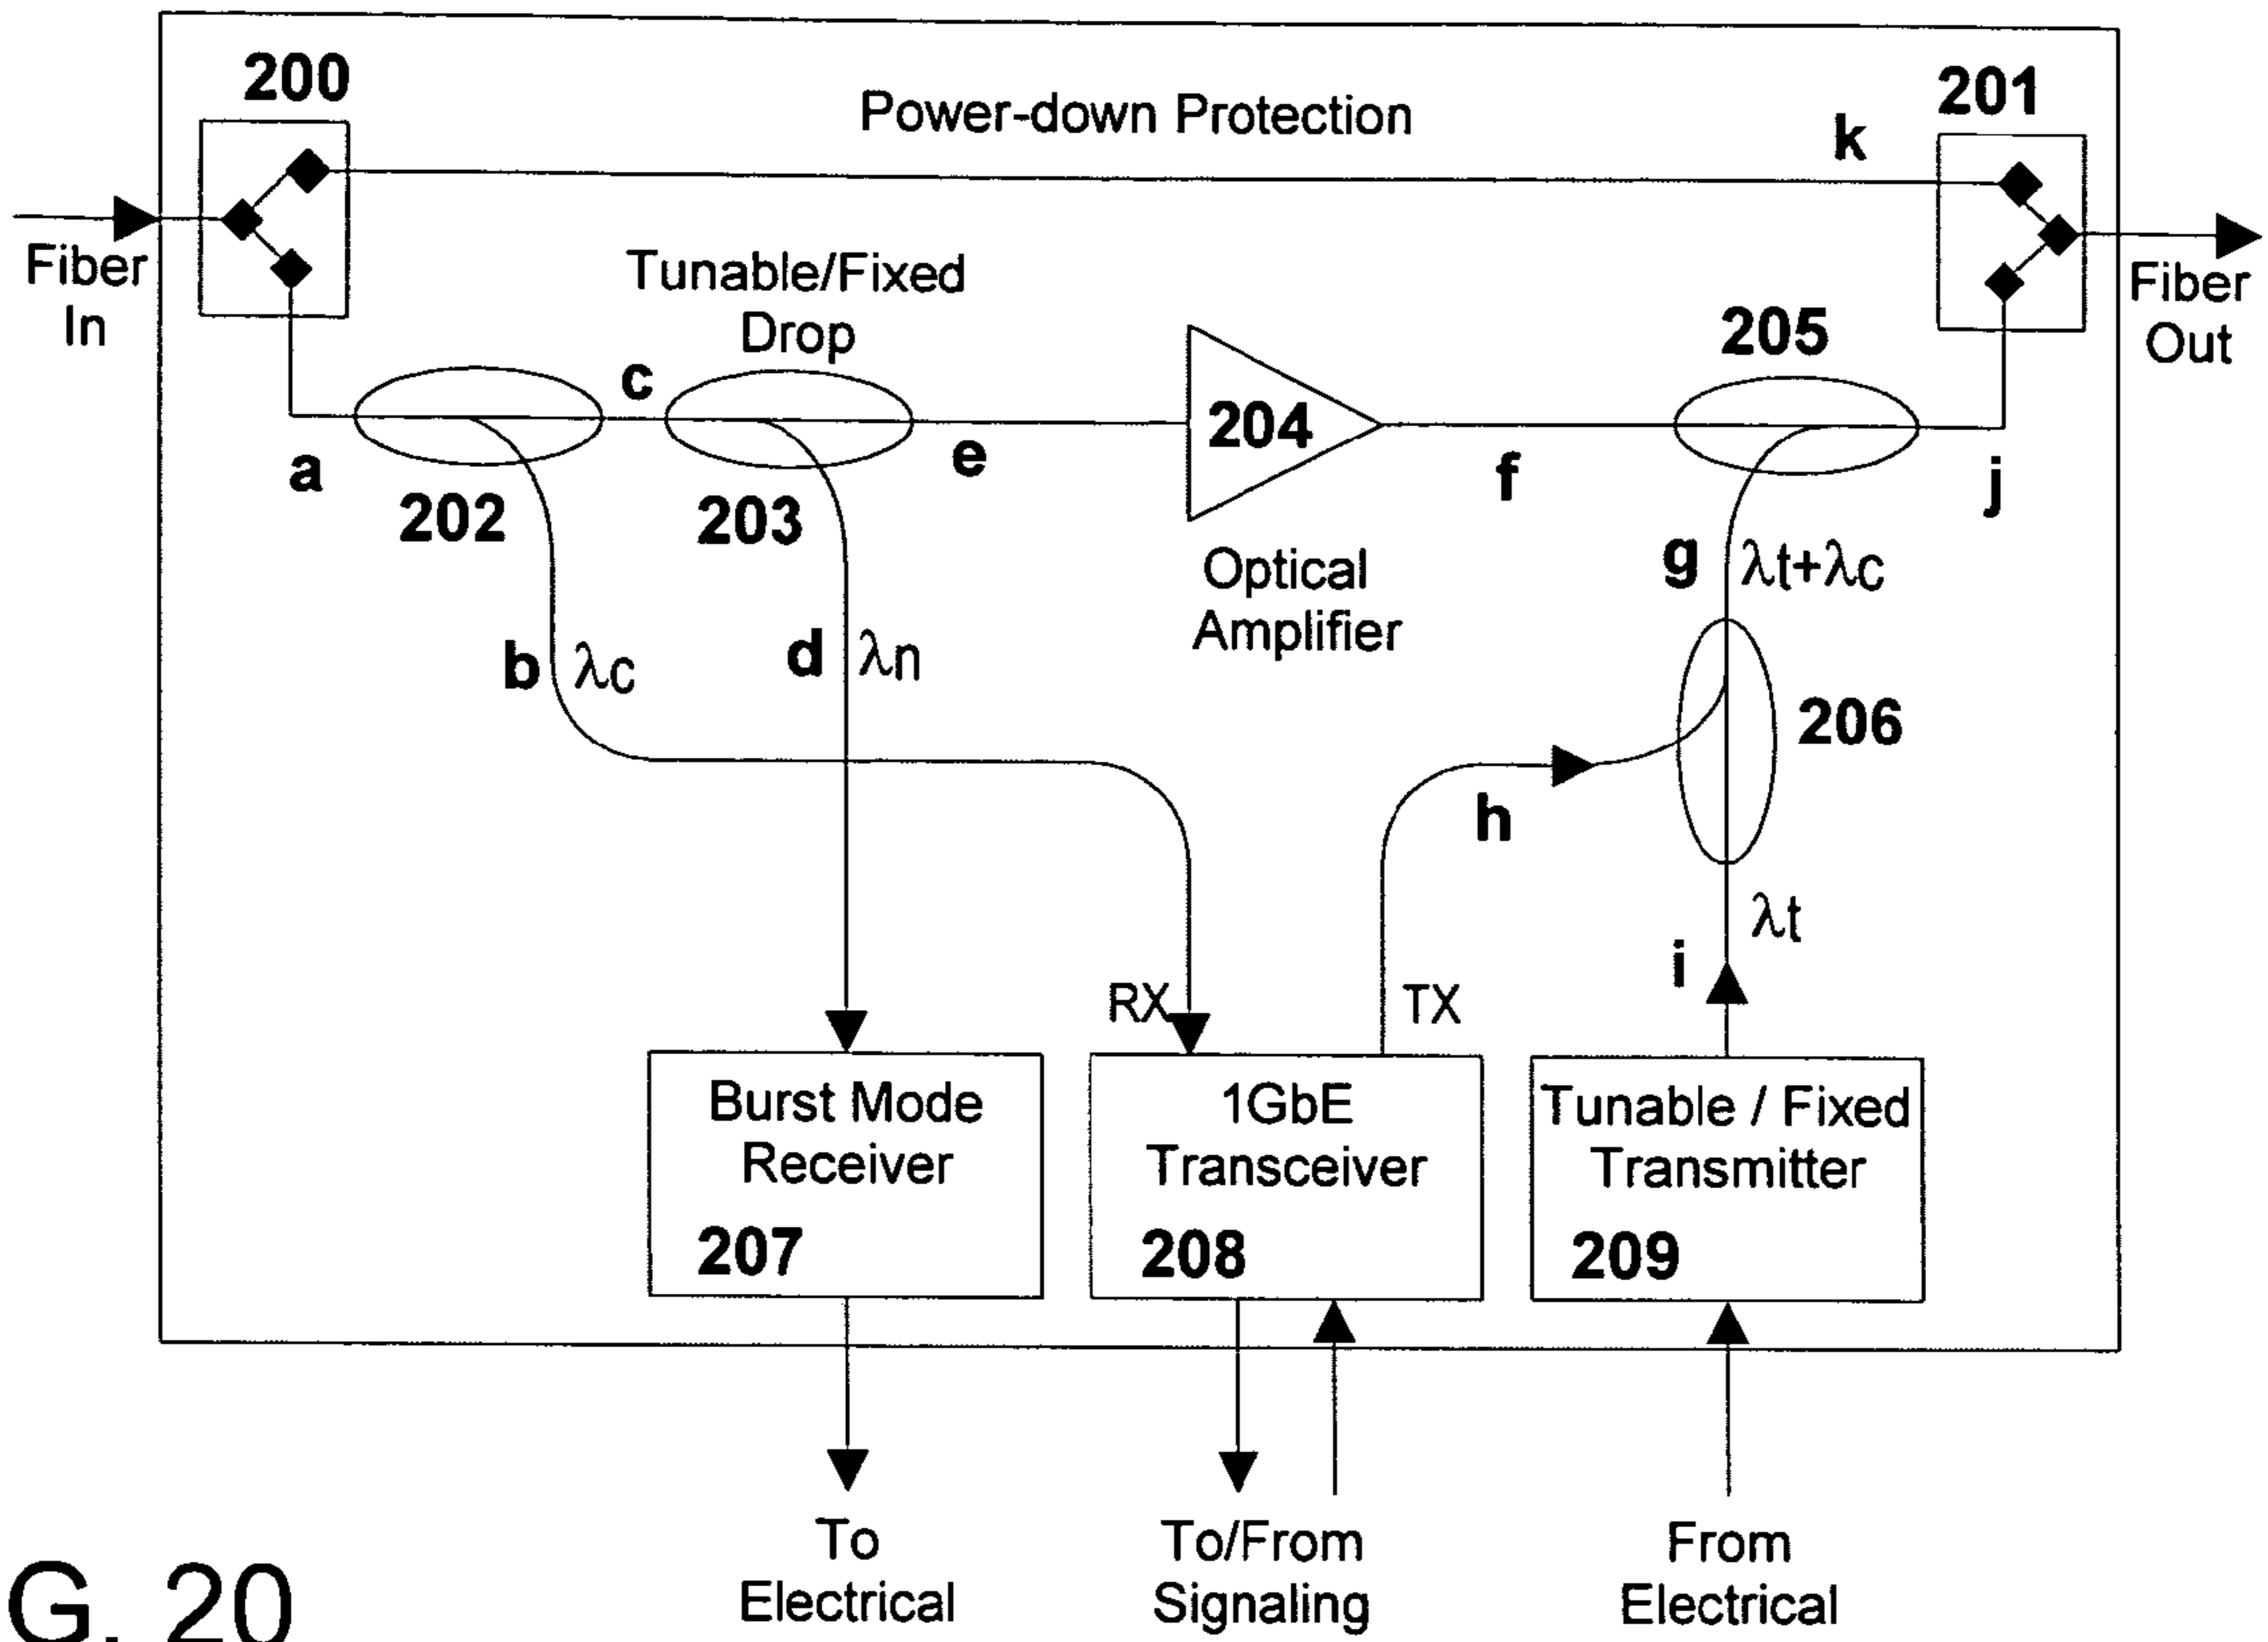 200
201
Power-down Protection
k
Fiber
In
Tunable/Fixed
Drop
Fiber
Out
205
c
204
a
e
f
j
202
203
Optical
Amplifier
g
λt+λc
b
λc
d
λn
206
h
λt
i
RX
TX
Burst Mode
Receiver
207
1GbE
Transceiver
208
Tunable / Fixed
Transmitter
209
To
Electrical
To/From
Signaling
From
Electrical
G. 20